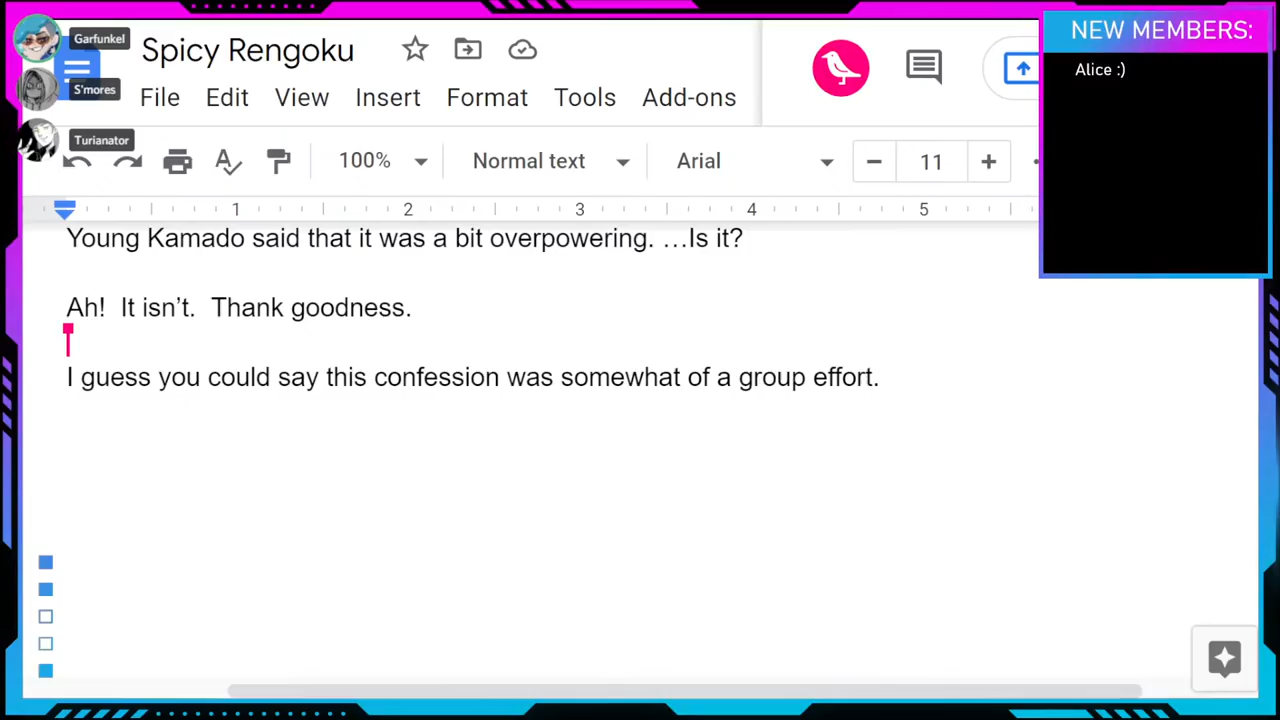 Garfunkel
S'mores
Turianator
Spicy Rengoku
File Edit View Insert Format Tools Add-ons
100% Normal text Arial 11
1 2 3 4 5
Young Kamado said that it was a bit overpowering. …Is it?
Ah!  It isn’t.  Thank goodness.
I guess you could say this confession was somewhat of a group effort.
NEW MEMBERS:
Alice :)